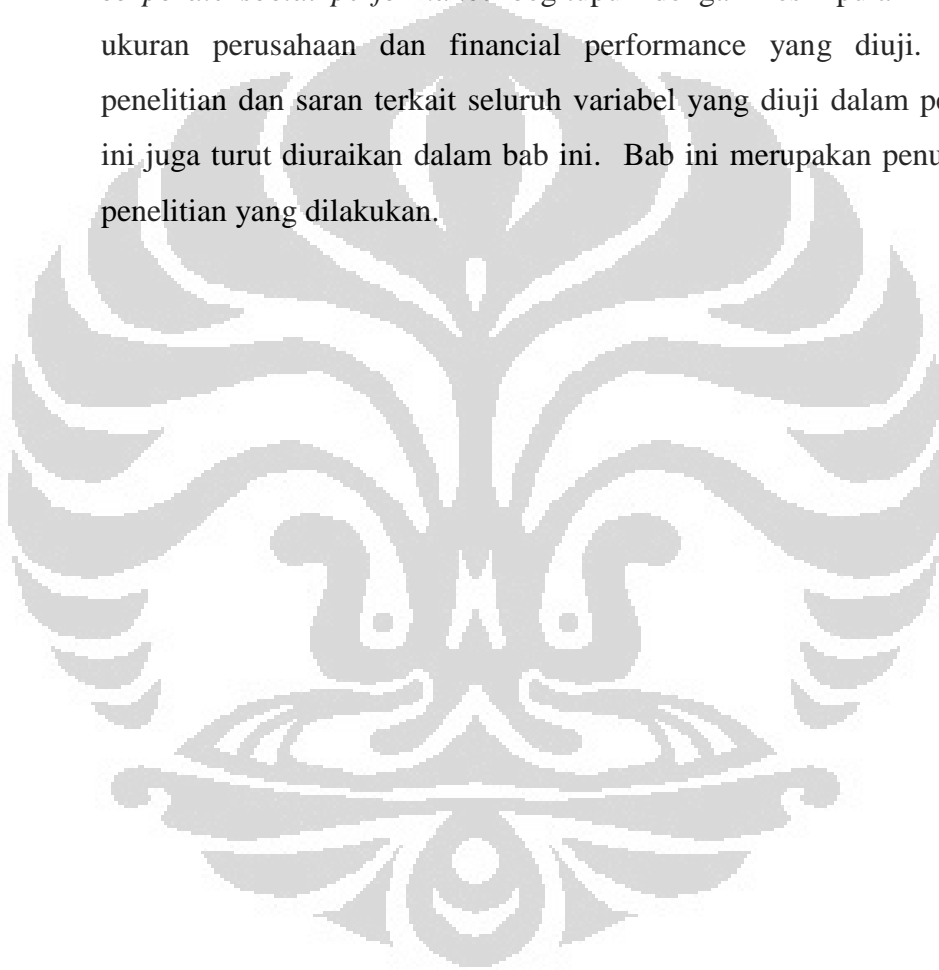 ukuran perusahaan dan financial performance yang diuji.
penelitian dan saran terkait seluruh variabel yang diuji dalam
ini juga turut diuraikan dalam bab ini. Bab ini merupakan
penelitian yang dilakukan.